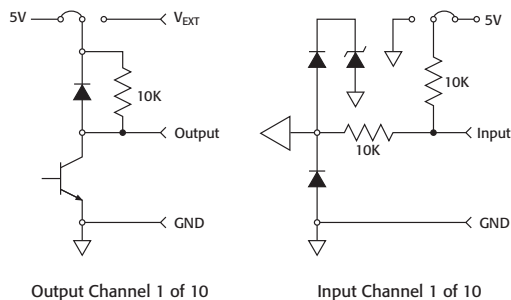 5V
V_EXT
10K
Output
GND
Output Channel 1 of 10
5V
10K
10K
Input
GND
Input Channel 1 of 10